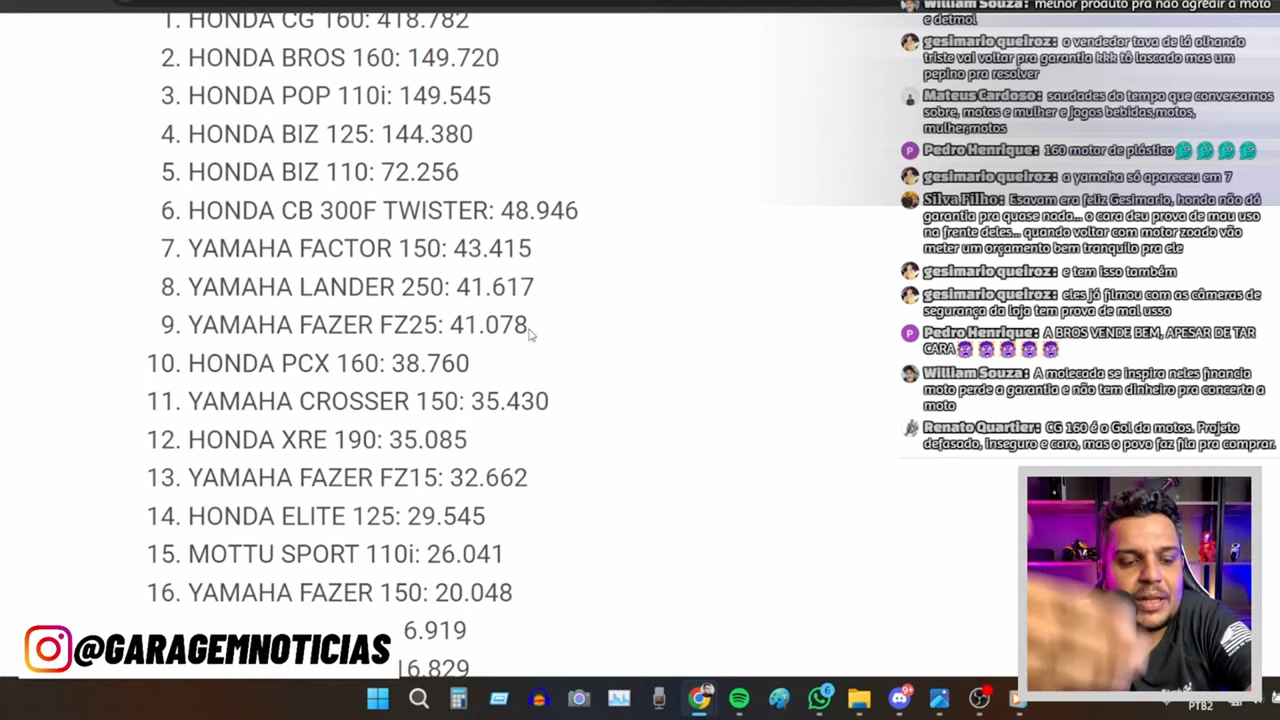 1. HONDA CG 160: 418.782
2. HONDA BROS 160: 149.720
3. HONDA POP 110i: 149.545
4. HONDA BIZ 125: 144.380
5. HONDA BIZ 110: 72.256
6. HONDA CB 300F TWISTER: 48.946
7. YAMAHA FACTOR 150: 43.415
8. YAMAHA LANDER 250: 41.617
9. YAMAHA FAZER FZ25: 41.078
10. HONDA PCX 160: 38.760
11. YAMAHA CROSSER 150: 35.430
12. HONDA XRE 190: 35.085
13. YAMAHA FAZER FZ15: 32.662
14. HONDA ELITE 125: 29.545
15. MOTTU SPORT 110i: 26.041
16. YAMAHA FAZER 150: 20.048
6.919
16.829
@GARAGEMNOTICIAS
William Souza: melhor produto pra não agredir a moto
e detmol
gesimario queiroz: o vendedor tava de lá olhando
triste vai voltar pra garantia kkk tô lascado mas um
pepino pra resolver
Mateus Cardoso: saudades do tempo que conversamos
sobre, motos e mulher e jogos bebidas,motos,
mulher,motos
P Pedro Henrique: 160 motor de plástico
gesimario queiroz: a yamaha só apareceu em 7
Silva Filho: Esavam era feliz Gesimario, honda não dá
garantia pra quase nada... o cara deu prova de mau uso
na frente deles... quando voltar com motor zoado vão
meter um orçamento bem tranquilo pra ele
gesimario queiroz: e tem isso também
gesimario queiroz: eles já filmou com as câmeras de
segurança da loja tem prova de mal usso
P Pedro Henrique: A BROS VENDE BEM, APESAR DE TAR
CARA
William Souza: A molecada se inspira neles financia
moto perde a garantia e não tem dinheiro pra concerta a
moto
Renato Quartier: CG 160 é o Gol da motos. Projeto
defasado, inseguro e caro, mas o povo faz fila pra comprar.
6
9+
PTB2